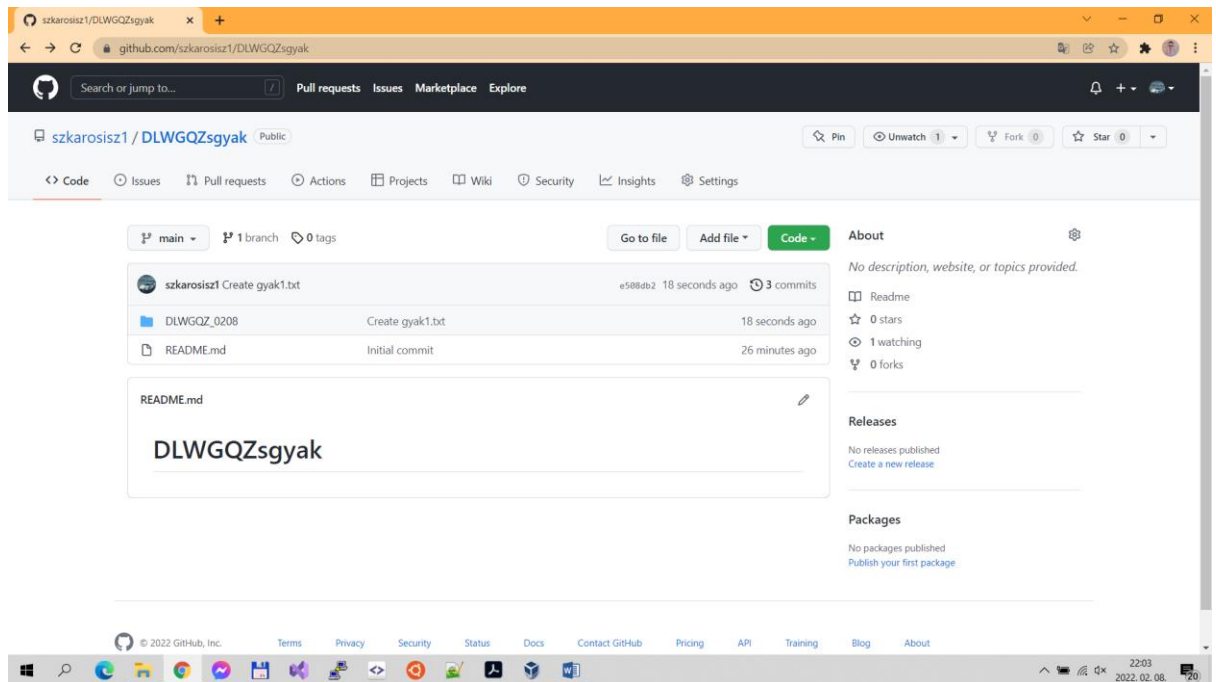 szkarosisz1/DLWGQZsgyak
github.com/szkarosisz1/DLWGQZsgyak
Search or jump to... / Pull requests Issues Marketplace Explore
szkarosisz1 / DLWGQZsgyak Public Pin Unwatch 1 Fork 0 Star 0
<> Code Issues Pull requests Actions Projects Wiki Security Insights Settings
main 1 branch 0 tags Go to file Add file Code
szkarosisz1 Create gyak1.txt e508db2 18 seconds ago 3 commits
DLWGQZ_0208 Create gyak1.txt 18 seconds ago
README.md Initial commit 26 minutes ago
README.md
DLWGQZsgyak
About
No description, website, or topics provided.
Readme
0 stars
1 watching
0 forks
Releases
No releases published
Create a new release
Packages
No packages published
Publish your first package
© 2022 GitHub, Inc. Terms Privacy Security Status Docs Contact GitHub Pricing API Training Blog About
22:03
2022. 02. 08.
20